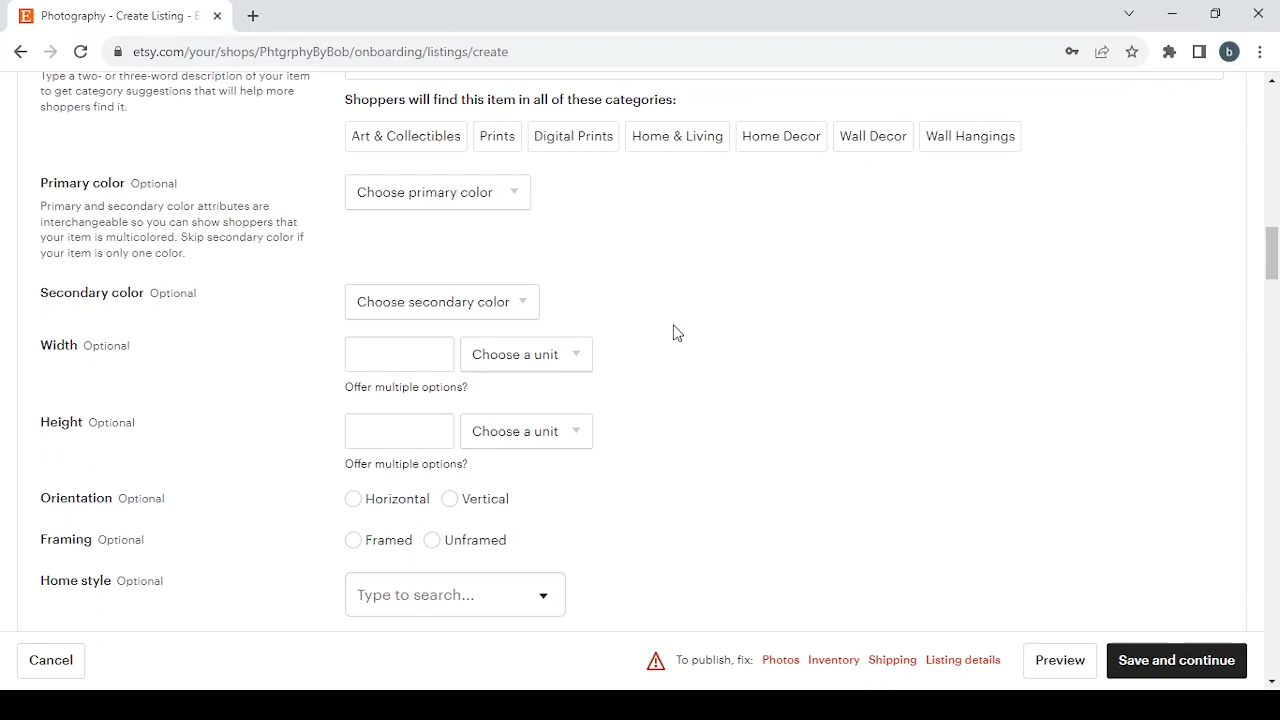 Photography - Create Listing - E
etsy.com/your/shops/PhtgrphyByBob/onboarding/listings/create
b
Type a two- or three-word description of your item
to get category suggestions that will help more
shoppers find it.
Shoppers will find this item in all of these categories:
Art & Collectibles Prints Digital Prints Home & Living Home Decor Wall Decor Wall Hangings
Primary color Optional
Choose primary color
Primary and secondary color attributes are
interchangeable so you can show shoppers that
your item is multicolored. Skip secondary color if
your item is only one color.
Secondary color Optional
Choose secondary color
Width Optional
Choose a unit
Offer multiple options?
Height Optional
Choose a unit
Offer multiple options?
Orientation Optional
Horizontal Vertical
Framing Optional
Framed Unframed
Home style Optional
Type to search...
Cancel
To publish, fix: Photos Inventory Shipping Listing details
Preview
Save and continue